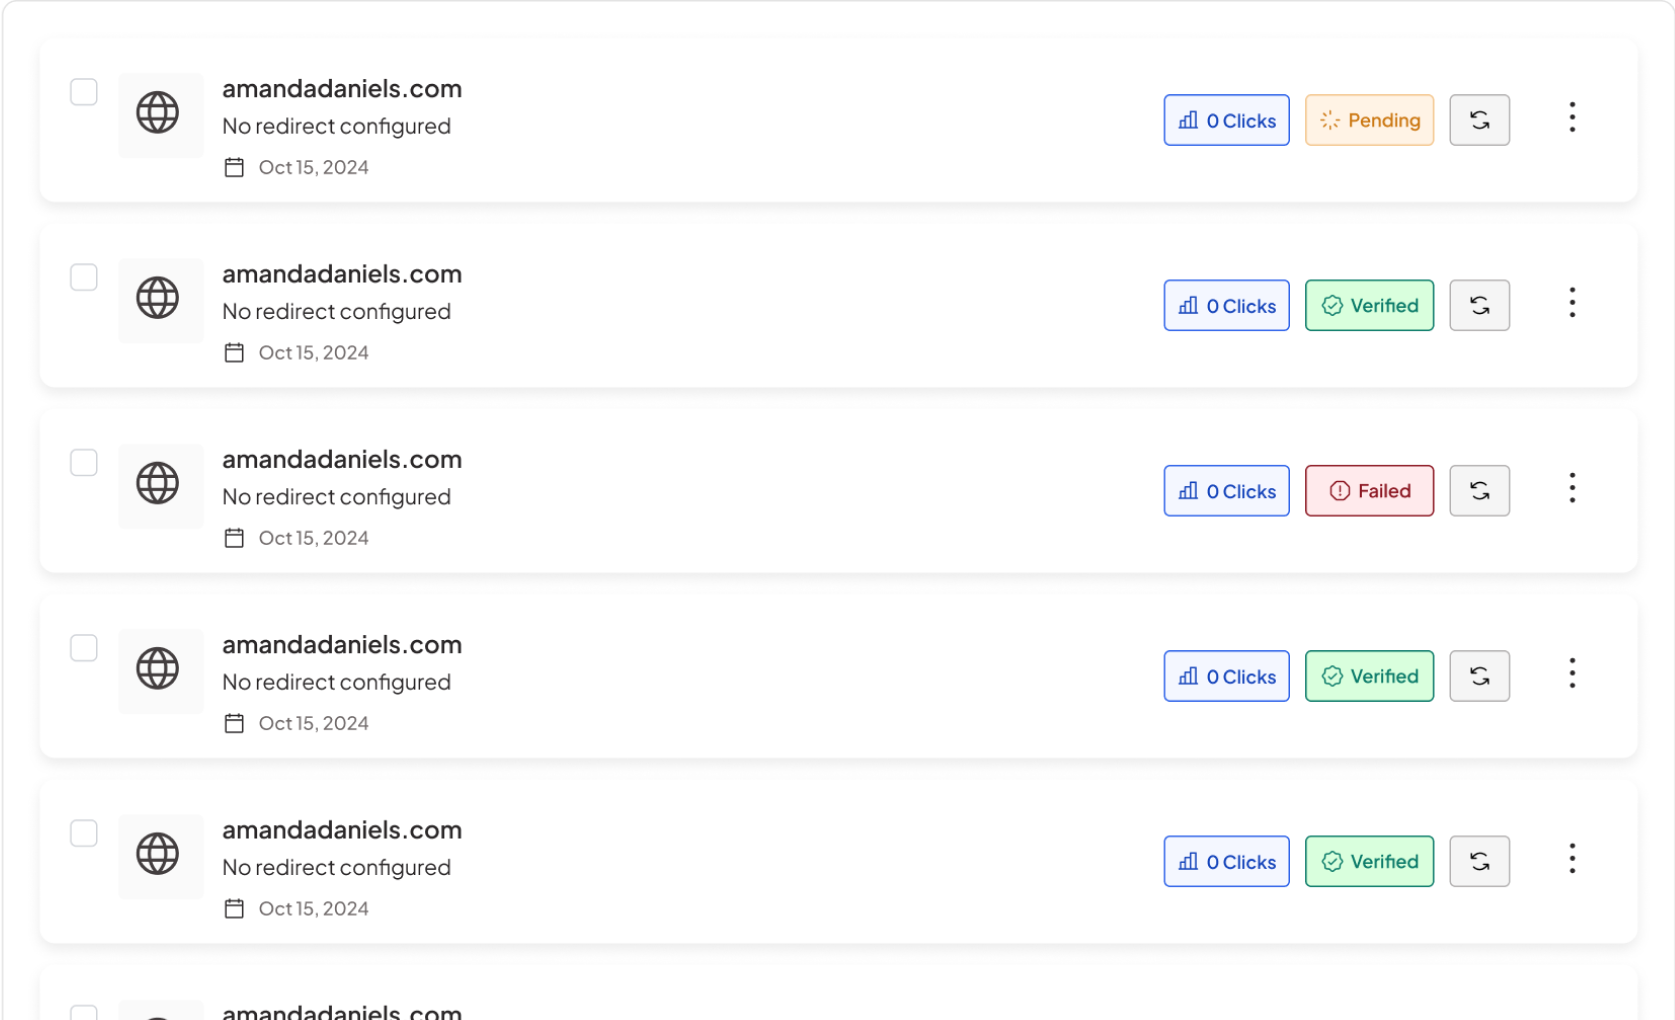 amandadaniels.com
No redirect configured
Oct 15, 2024
0 Clicks
Pending
amandadaniels.com
No redirect configured
Oct 15, 2024
0 Clicks
Verified
amandadaniels.com
No redirect configured
Oct 15, 2024
0 Clicks
Failed
amandadaniels.com
No redirect configured
Oct 15, 2024
0 Clicks
Verified
amandadaniels.com
No redirect configured
Oct 15, 2024
0 Clicks
Verified
amandadaniels.com